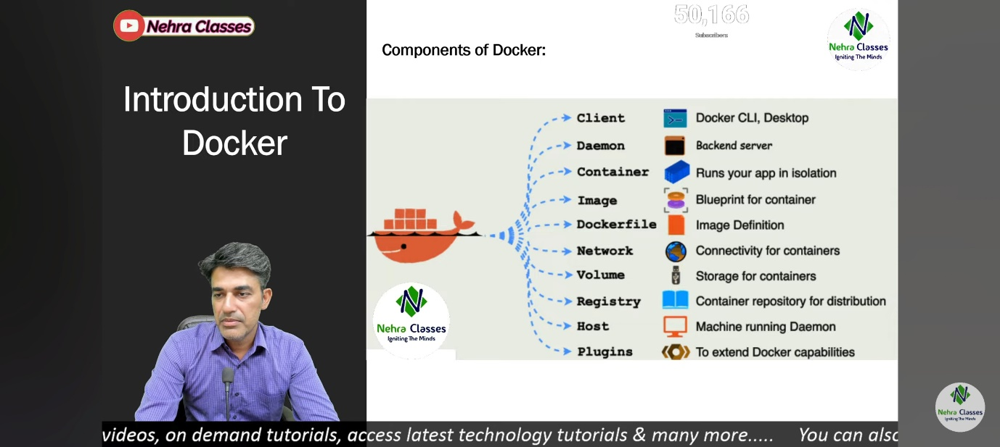 Nehra Classes
Introduction To
Docker
50,166
Subscribers
Nehra Classes
Igniting The Minds
Components of Docker:
Client Docker CLI, Desktop
Daemon Backend server
Container Runs your app in isolation
Image Blueprint for container
Dockerfile Image Definition
Network Connectivity for containers
Volume Storage for containers
Registry Container repository for distribution
Host Machine running Daemon
Plugins To extend Docker capabilities
Nehra Classes
Igniting The Minds
Nehra Classes
Igniting The Minds
videos, on demand tutorials, access latest technology tutorials & many more..... You can also